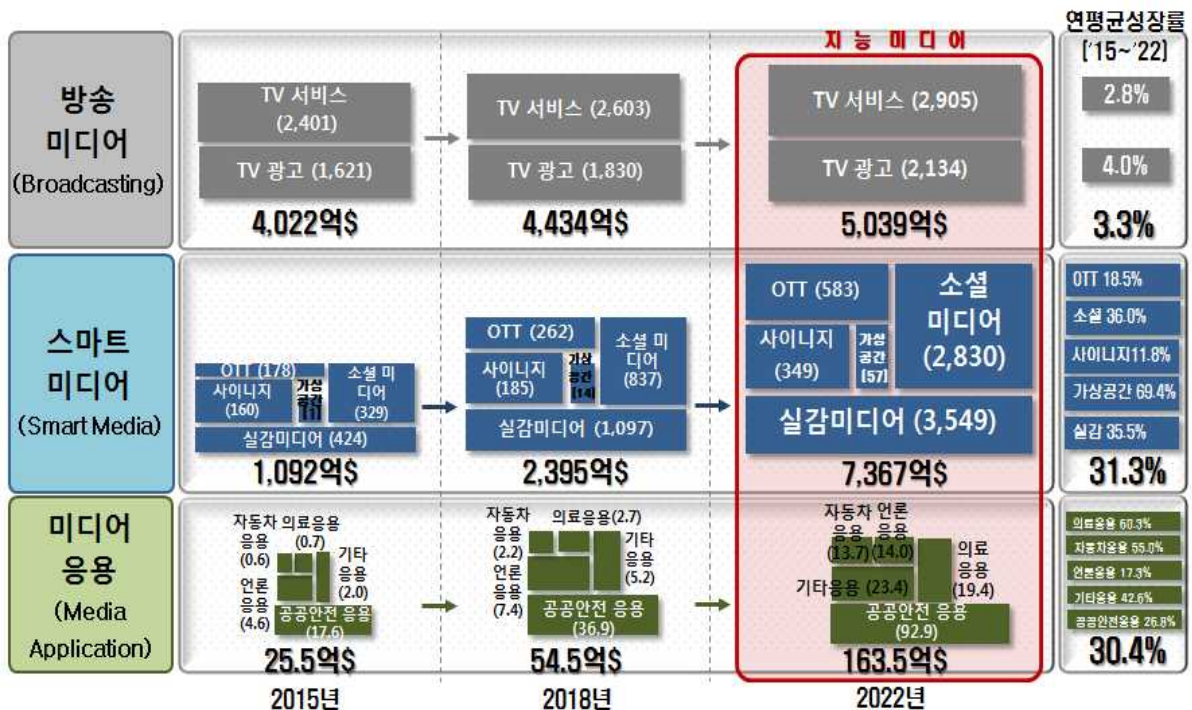 연평균성장률
['15~'22]
지 능 미 디 어
방송
미디어
(Broadcasting)
TV 서비스
(2,401)
TV 광고 (1,621)
4,022억$
TV 서비스 (2,603)
TV 광고 (1,830)
4,434억$
TV 서비스 (2,905)
TV 광고 (2,134)
5,039억$
2.8%
4.0%
3.3%
스마트
미디어
(Smart Media)
OTT (178)
사이니지
(160)
가상
공간
[1]
소셜 미
디어
(329)
실감미디어 (424)
1,092억$
OTT (262)
사이니지
(185)
가상
공간
[14]
소셜 미
디어
(837)
실감미디어 (1,097)
2,395억$
OTT (583)
사이니지
(349)
가상
공간
[57]
소셜
미디어
(2,830)
실감미디어 (3,549)
7,367억$
OTT 18.5%
소셜 36.0%
사이니지11.8%
가상공간 69.4%
실감 35.5%
31.3%
미디어
응용
(Media
Application)
자동차
응용
(0.6)
의료응용
(0.7)
기타
응용
(2.0)
언론
응용
(4.6)
공공안전 응용
(17.6)
25.5억$
자동차
응용
(2.2)
의료응용(2.7)
기타
응용
(5.2)
언론
응용
(7.4)
공공안전 응용
(36.9)
54.5억$
자동차
응용
(13.7)
언론
응용
(14.0)
의료
응용
(19.4)
기타응용 (23.4)
공공안전 응용
(92.9)
163.5억$
의료응용 60.3%
자동차응용 55.0%
언론응용 17.3%
기타응용 42.6%
공공안전응용 26.8%
30.4%
2015년
2018년
2022년